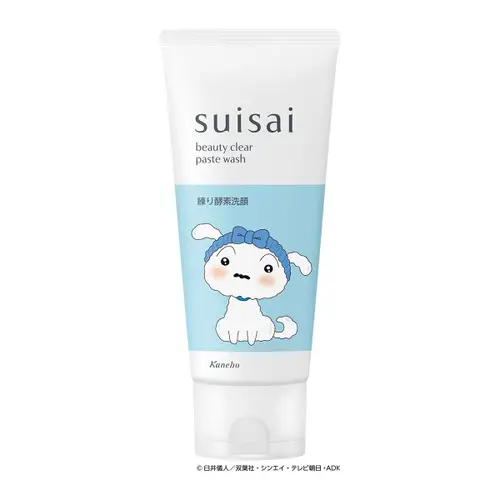 suisai
beauty clear
paste wash
練り酵素洗顔
Kanebo
© 臼井儀人／双葉社・シンエイ・テレビ朝日・ADK